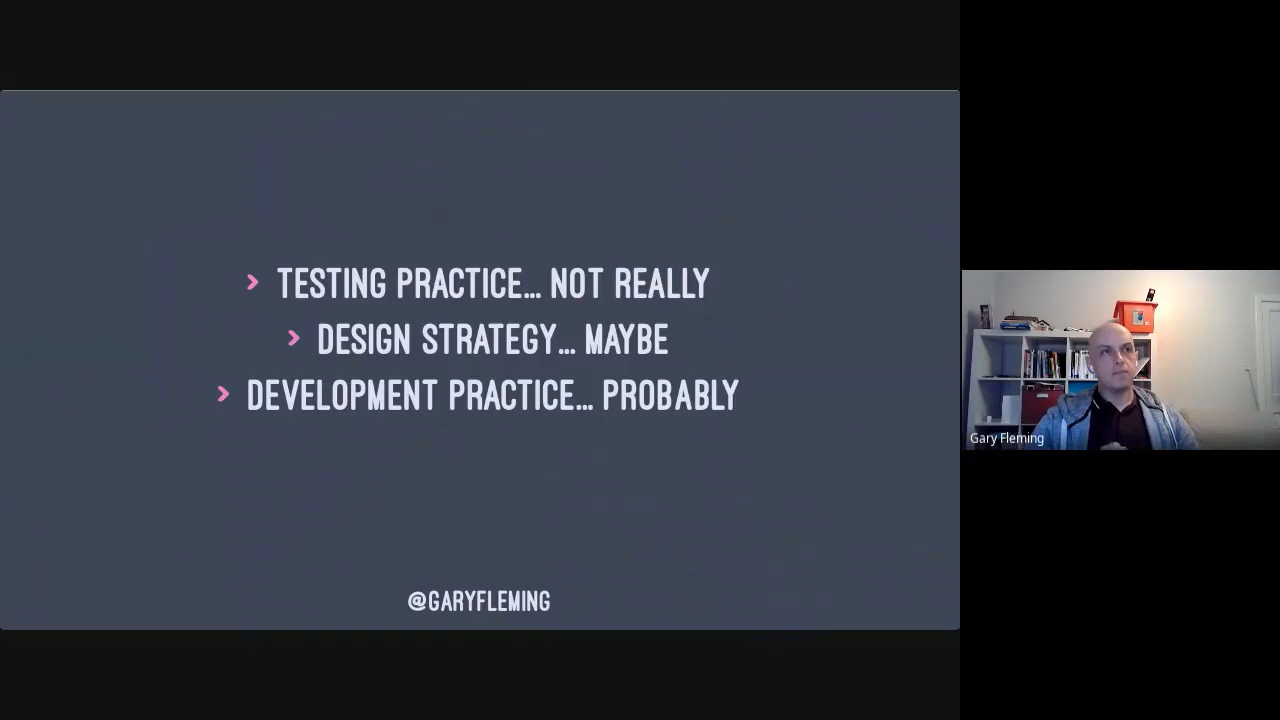 > TESTING PRACTICE... NOT REALLY
> DESIGN STRATEGY... MAYBE
> DEVELOPMENT PRACTICE... PROBABLY
@GARYFLEMING
Gary Fleming